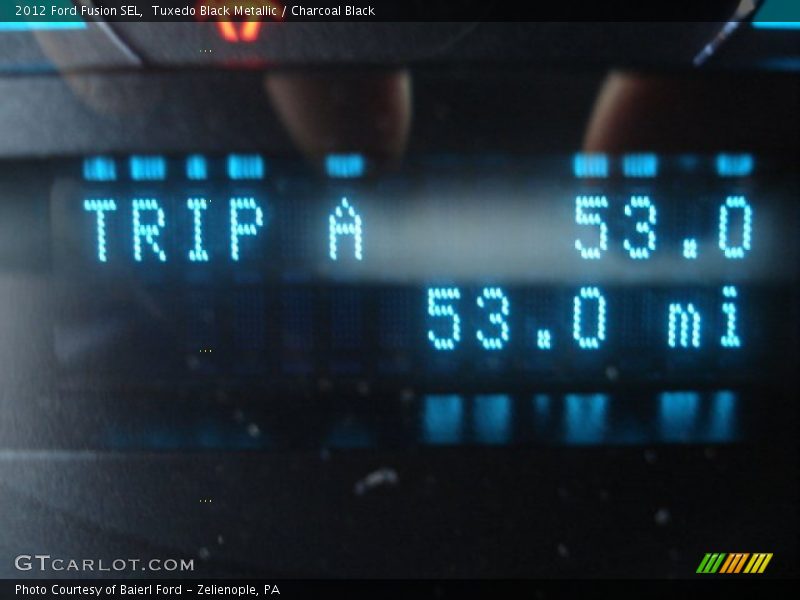 2012 Ford Fusion SEL, Tuxedo Black Metallic / Charcoal Black
TRIP A 53.0
53.0 mi
GTCARLOT.COM
Photo Courtesy of Baierl Ford - Zelienople, PA